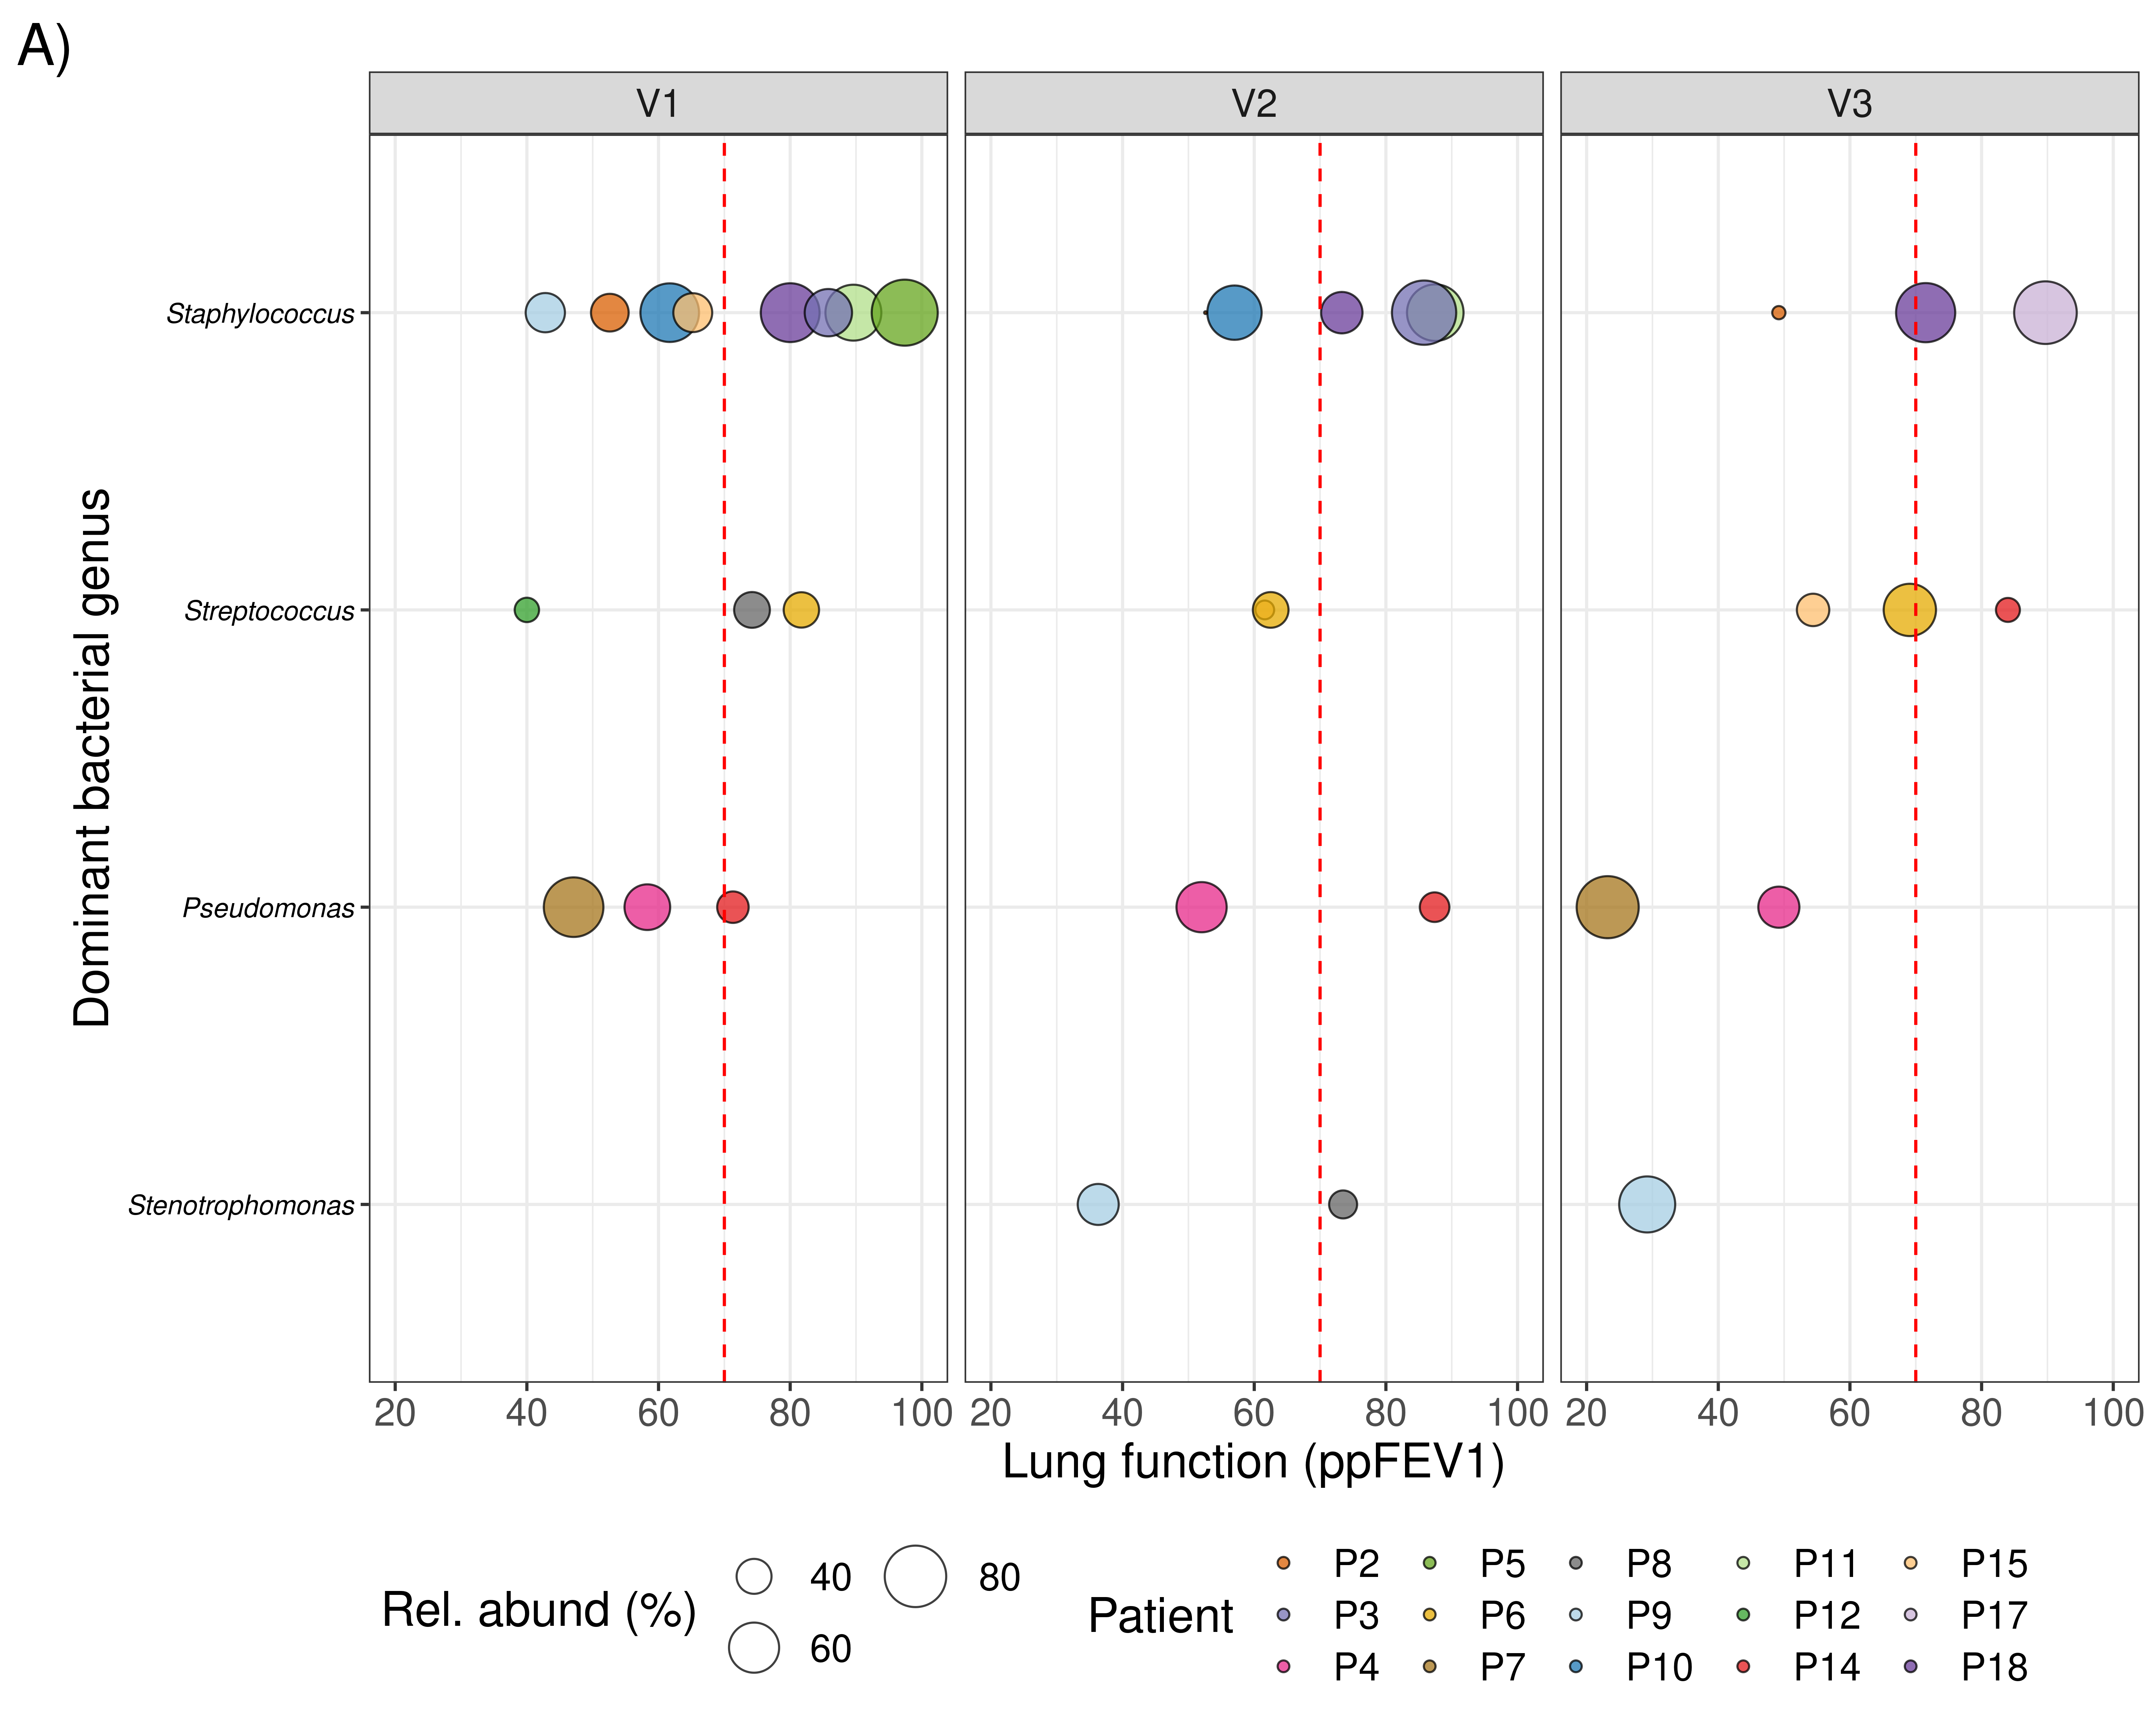 A)
V1 V2 V3
Dominant bacterial genus
Staphylococcus
Streptococcus
Pseudomonas
Stenotrophomonas
20 40 60 80 100 20 40 60 80 100 20 40 60 80 100
Lung function (ppFEV1)
Rel. abund (%)
40 80
60
Patient
P2 P5 P8 P11 P15
P3 P6 P9 P12 P17
P4 P7 P10 P14 P18